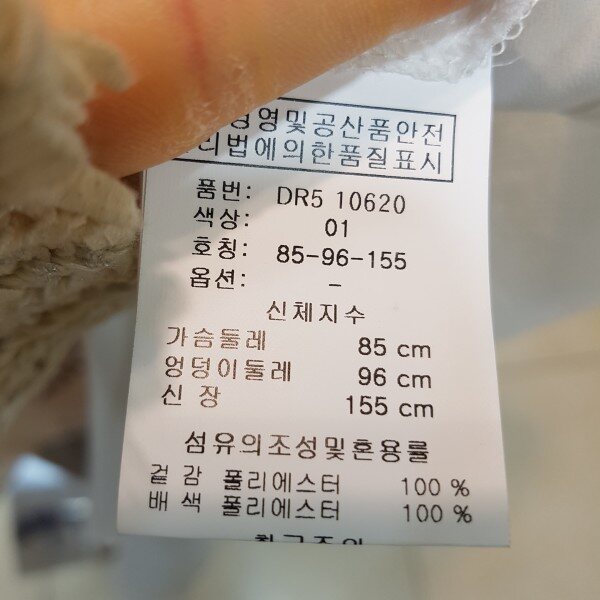 경영및공산품안전
리법에의한품질표시
품번: DR5 10620
색상: 01
호칭: 85-96-155
옵션: -
신체지수
가슴둘레 85 cm
엉덩이둘레 96 cm
신 장 155 cm
섬유의조성및혼용률
겉 감 폴리에스터 100 %
배 색 폴리에스터 100 %